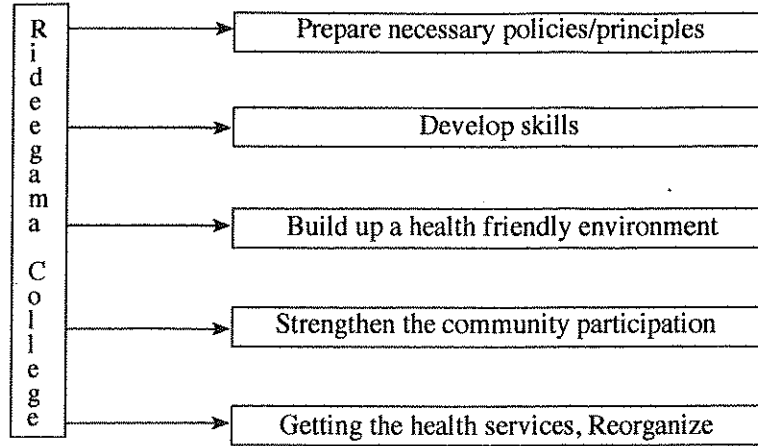 Rideegama College
Prepare necessary policies/principles
Develop skills
Build up a health friendly environment
Strengthen the community participation
Getting the health services, Reorganize